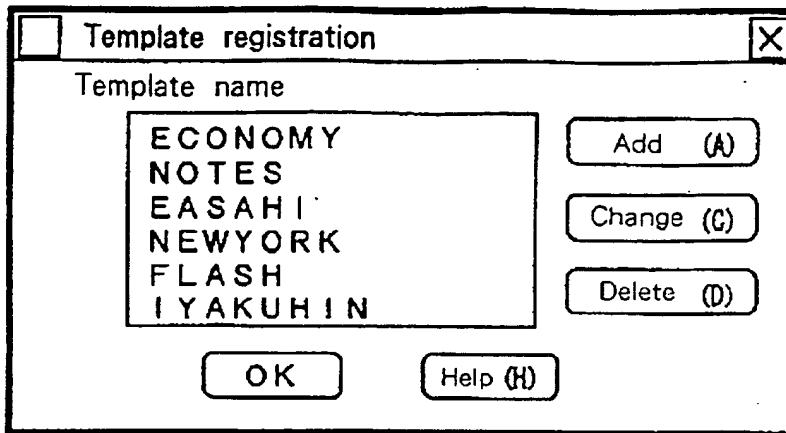 Template registration
Template name
ECONOMY
NOTES
EASAHI
NEWYORK
FLASH
IYAKUHIN
Add (A)
Change (C)
Delete (D)
OK
Help (H)